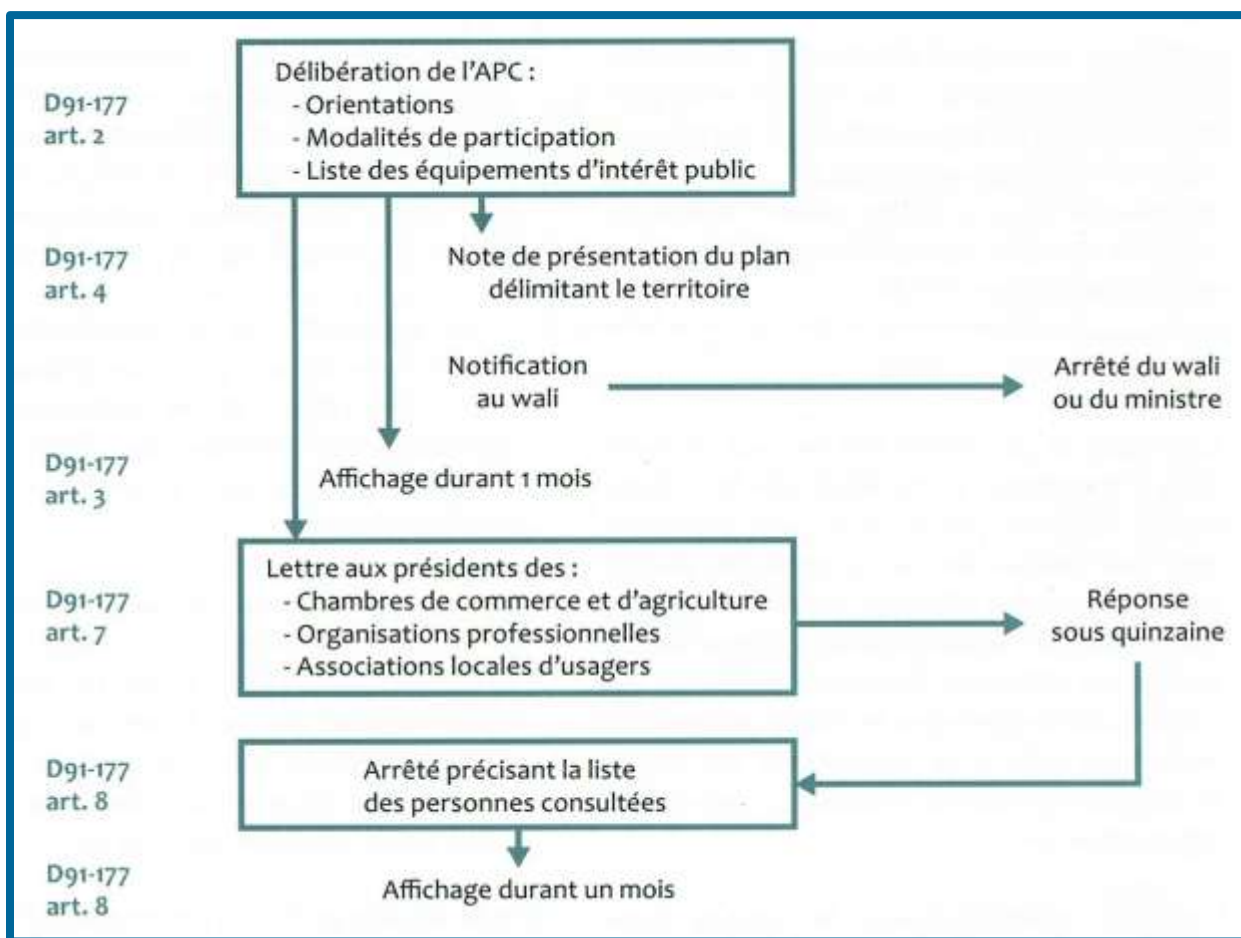 Délibération de l'APC :
D91-177
art. 2
- Orientations
- Modalités de participation
- Liste des équipements d'intérêt public
D91-177
art. 4
Note de présentation du plan
délimitant le territoire
Notification
au wali
Arrêté du wali
ou du ministre
D91-177
art. 3
Affichage durant 1 mois
Lettre aux présidents des :
D91-177
art. 7
- Chambres de commerce et d'agriculture
- Organisations professionnelles
- Associations locales d'usagers
Réponse
sous quinzaine
D91-177
art. 8
Arrêté précisant la liste
des personnes consultées
D91-177
art. 8
Affichage durant un mois